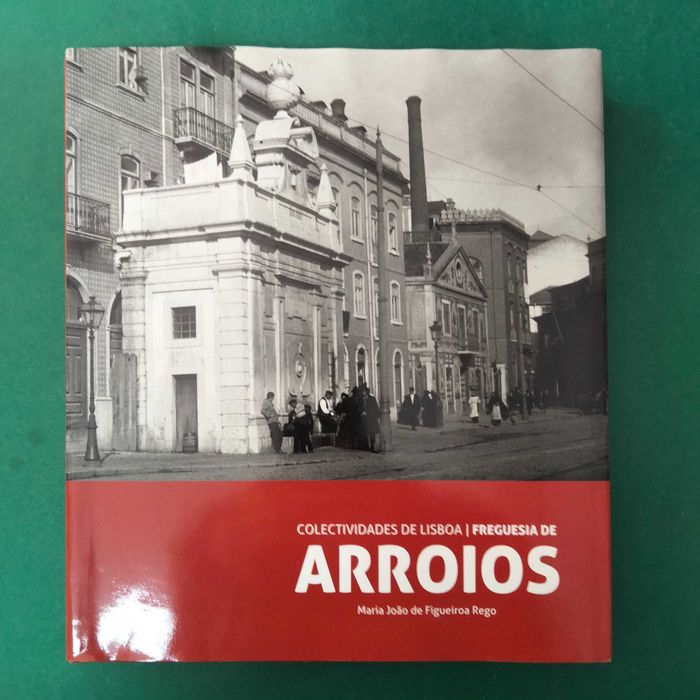 COLECTIVIDADES DE LISBOA | FREGUESIA DE
ARROIOS
Maria João de Figueiroa Rego